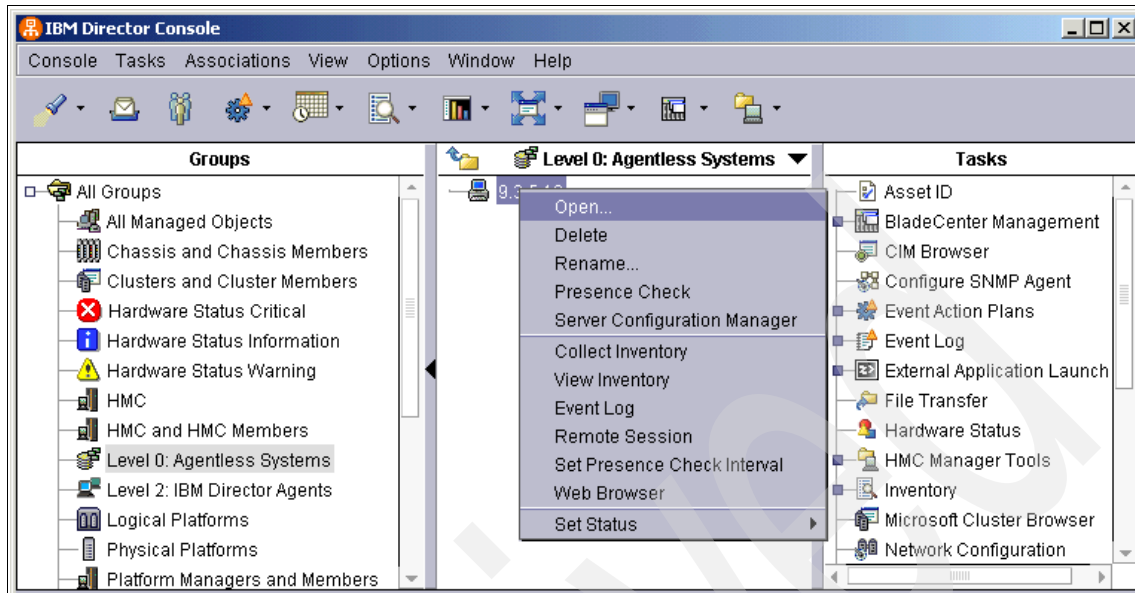 IBM Director Console
Console Tasks Associations View Options Window Help
Groups
All Groups
All Managed Objects
Chassis and Chassis Members
Clusters and Cluster Members
Hardware Status Critical
Hardware Status Information
Hardware Status Warning
HMC
HMC and HMC Members
Level 0: Agentless Systems
Level 2: IBM Director Agents
Logical Platforms
Physical Platforms
Platform Managers and Members
Level 0: Agentless Systems
Open...
Delete
Rename...
Presence Check
Server Configuration Manager
Collect Inventory
View Inventory
Event Log
Remote Session
Set Presence Check Interval
Web Browser
Set Status
Tasks
Asset ID
BladeCenter Management
CIM Browser
Configure SNMP Agent
Event Action Plans
Event Log
External Application Launch
File Transfer
Hardware Status
HMC Manager Tools
Inventory
Microsoft Cluster Browser
Network Configuration